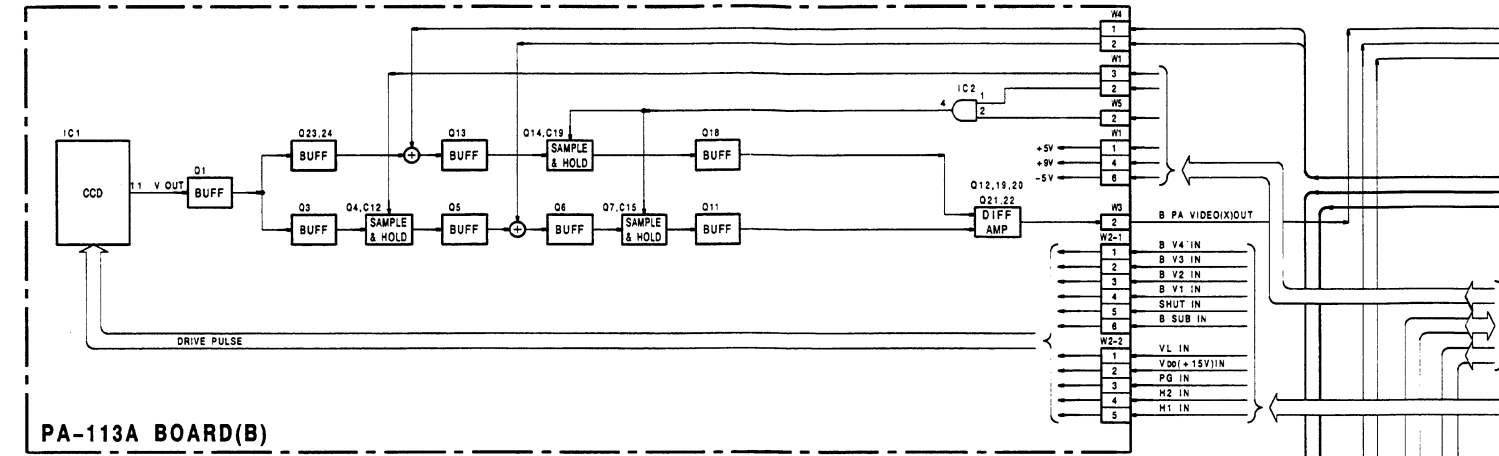 W4
1
2
W1
3
2
IC2
1
4
2
W5
2
IC1
Q23,24
Q13
Q14,C19
Q18
W1
BUFF
+
BUFF
SAMPLE
& HOLD
BUFF
+5V
1
+9V
4
-5V
6
CCD
11
V OUT
Q1
BUFF
Q12,19,20
Q21,22
Q3
Q4,C12
Q5
Q6
Q7,C15
Q11
W3
BUFF
SAMPLE
& HOLD
BUFF
+
BUFF
SAMPLE
& HOLD
BUFF
DIFF
AMP
2
B PA VIDEO(X)OUT
W2-1
1
B V4 IN
2
B V3 IN
3
B V2 IN
4
B V1 IN
5
SHUT IN
6
B SUB IN
DRIVE PULSE
W2-2
1
VL IN
2
VDD(+15V)IN
3
PG IN
4
H2 IN
5
H1 IN
PA-113A BOARD(B)